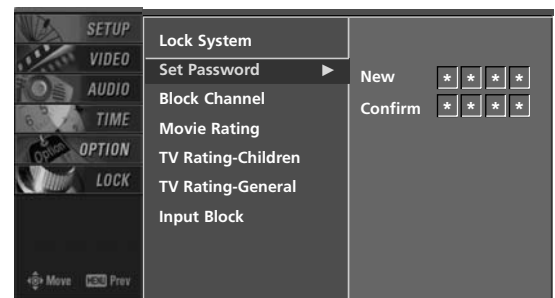 SETUP
VIDEO
AUDIO
TIME
OPTION
LOCK
Move MENU Prev
Lock System
Set Password ►
Block Channel
Movie Rating
TV Rating-Children
TV Rating-General
Input Block
New * * * *
Confirm * * * *